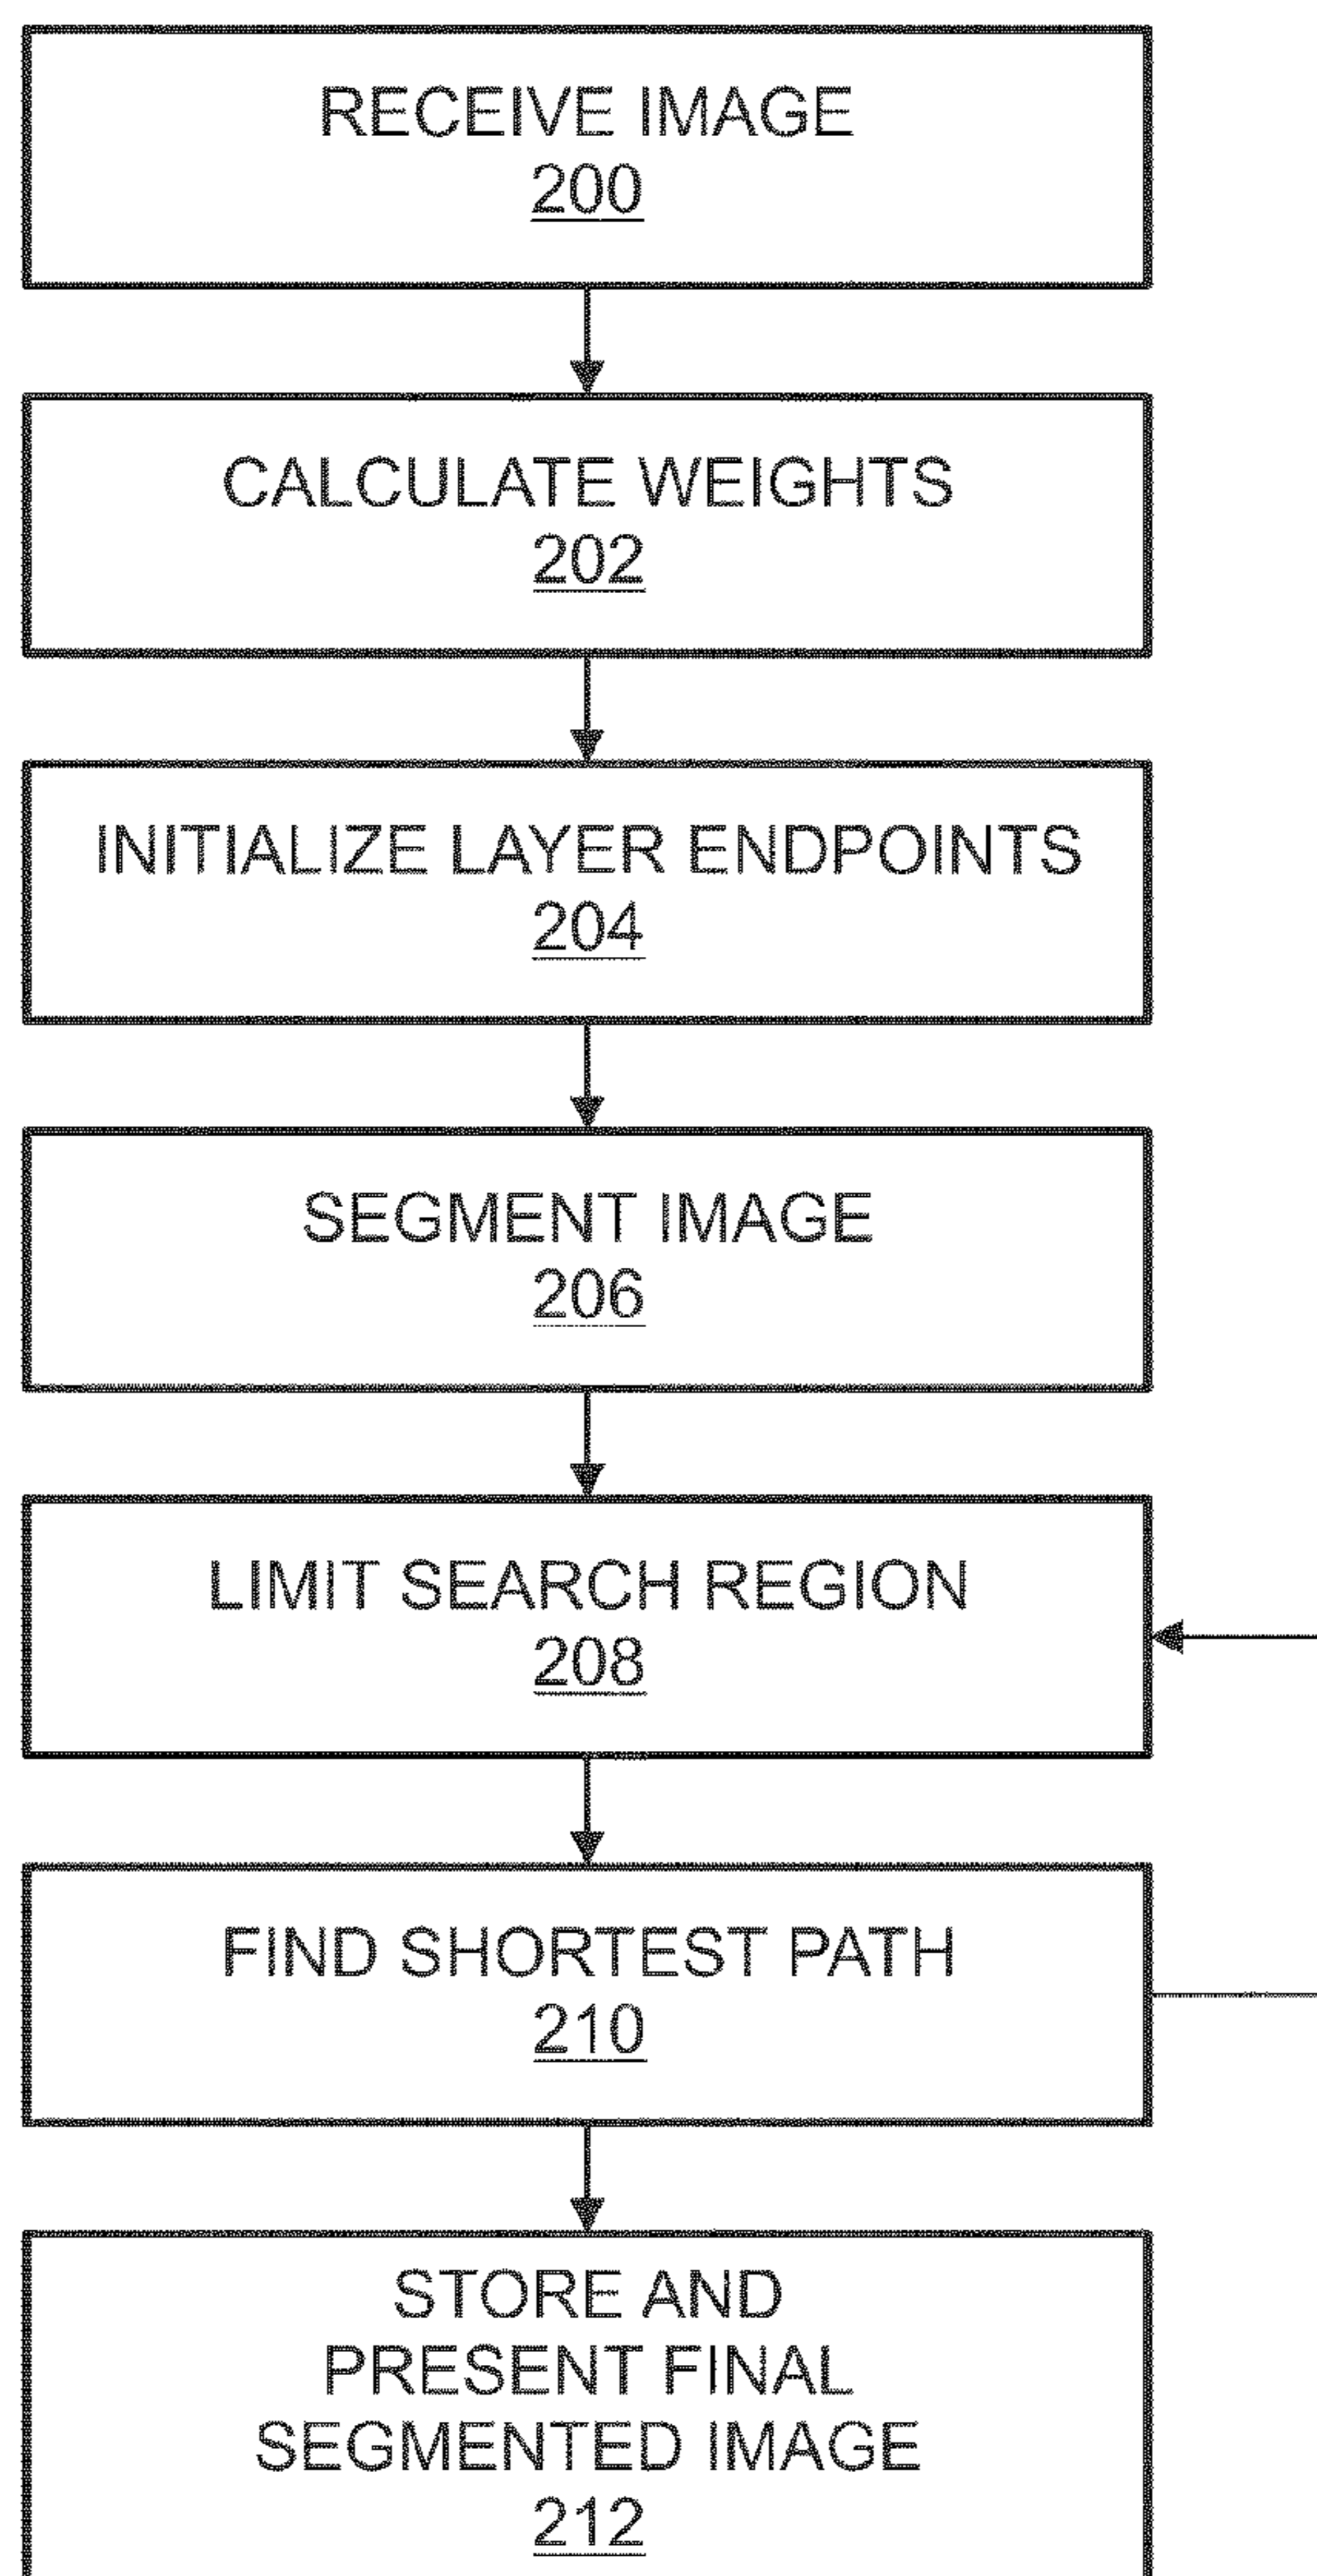 RECEIVE IMAGE
200
CALCULATE WEIGHTS
202
INITIALIZE LAYER ENDPOINTS
204
SEGMENT IMAGE
206
LIMIT SEARCH REGION
208
FIND SHORTEST PATH
210
STORE AND
PRESENT FINAL
SEGMENTED IMAGE
212